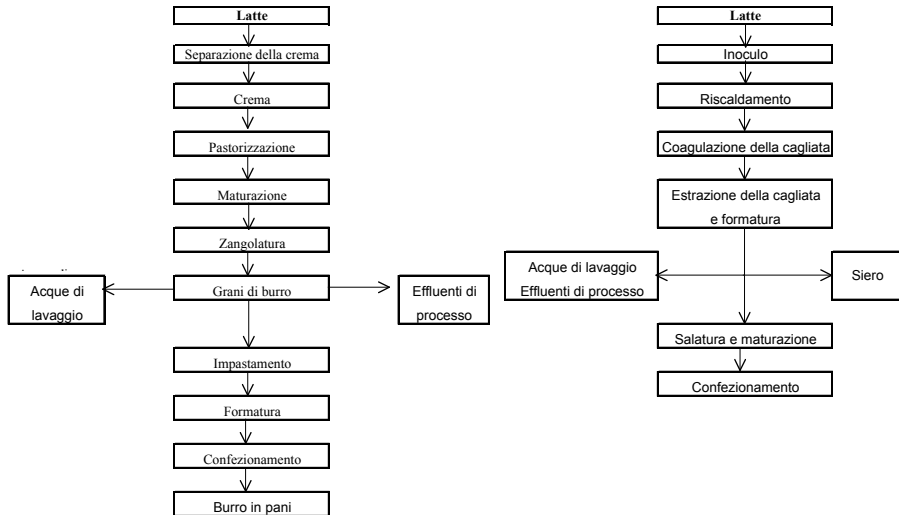 Latte
Separazione della crema
Crema
Pastorizzazione
Maturazione
Zangolatura
Acque di
lavaggio
Grani di burro
Effluenti di
processo
Impastamento
Formatura
Confezionamento
Burro in pani
Latte
Inoculo
Riscaldamento
Coagulazione della cagliata
Estrazione della cagliata
e formatura
Acque di lavaggio
Effluenti di processo
Siero
Salatura e maturazione
Confezionamento